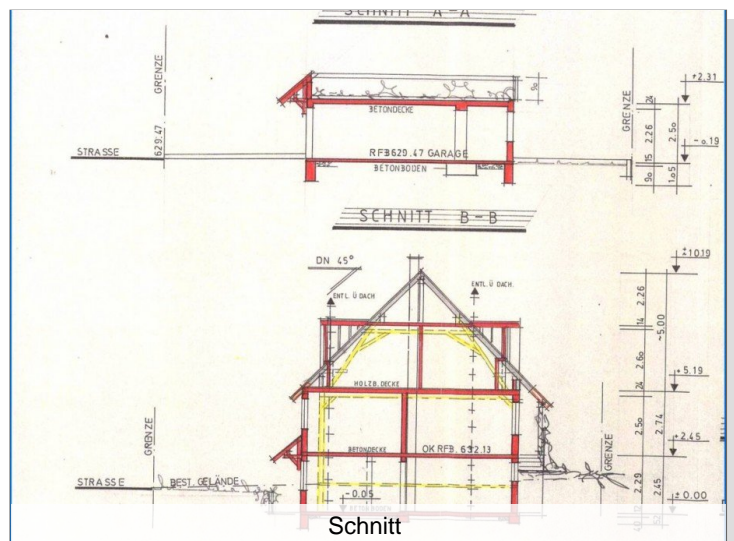 SCHNITT A-A
GRENZE
629.47
STRASSE
BETONDECKE
RFB 629.47 GARAGE
BETONBODEN
90
24
2.26
15
90
2.50
1.05
+2.31
-0.19
GRENZE
SCHNITT B-B
DN 45°
ENTL. Ü DACH
ENTL. Ü DACH.
HOLZB. DECKE
BETONDECKE
OK RFB. 632.13
GRENZE
STRASSE
BEST. GELÄNDE
-0.05
BETONBODEN
GRENZE
2.26
14
2.60
24
2.50
2.29
~5.00
2.74
2.45
±10.19
+5.19
+2.45
±0.00
Schnitt